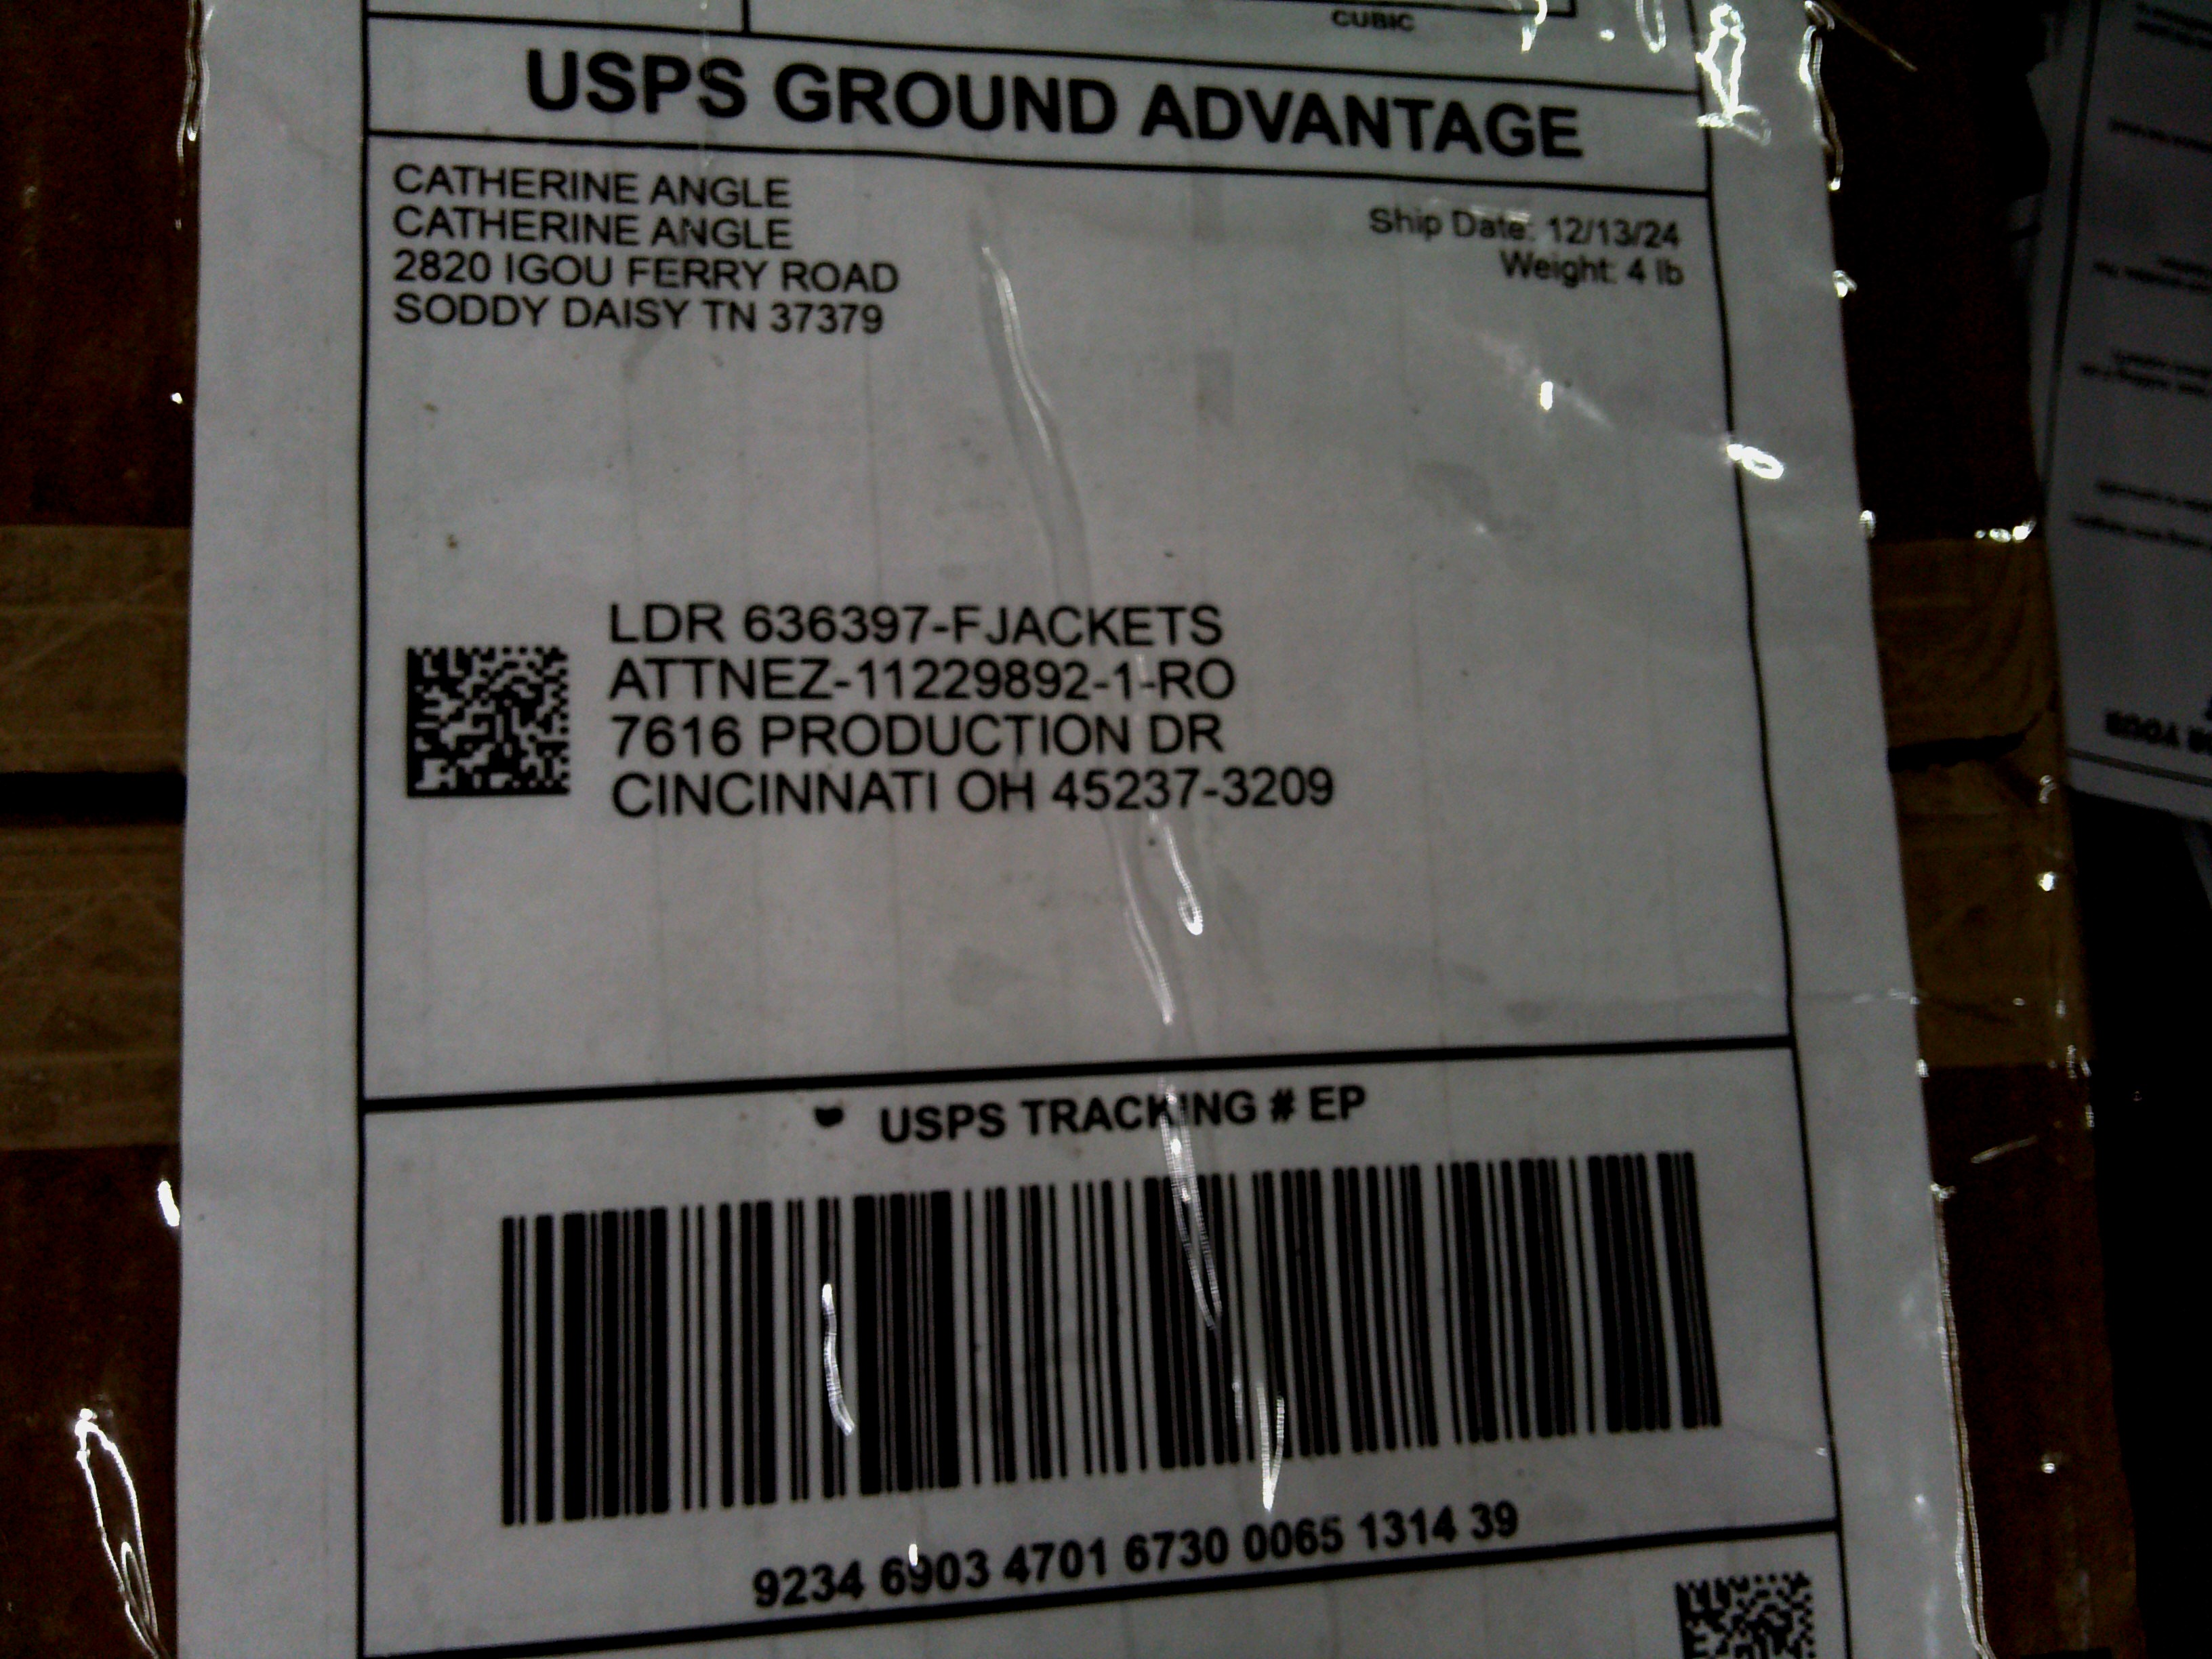 CUBIC
USPS GROUND ADVANTAGE
CATHERINE ANGLE
CATHERINE ANGLE
2820 IGOU FERRY ROAD
SODDY DAISY TN 37379
Ship Date: 12/13/24
Weight: 4 lb
LDR 636397-FJACKETS
ATTNEZ-11229892-1-RO
7616 PRODUCTION DR
CINCINNATI OH 45237-3209
USPS TRACKING # EP
9234 6903 4701 6730 0065 1314 39
YOUR